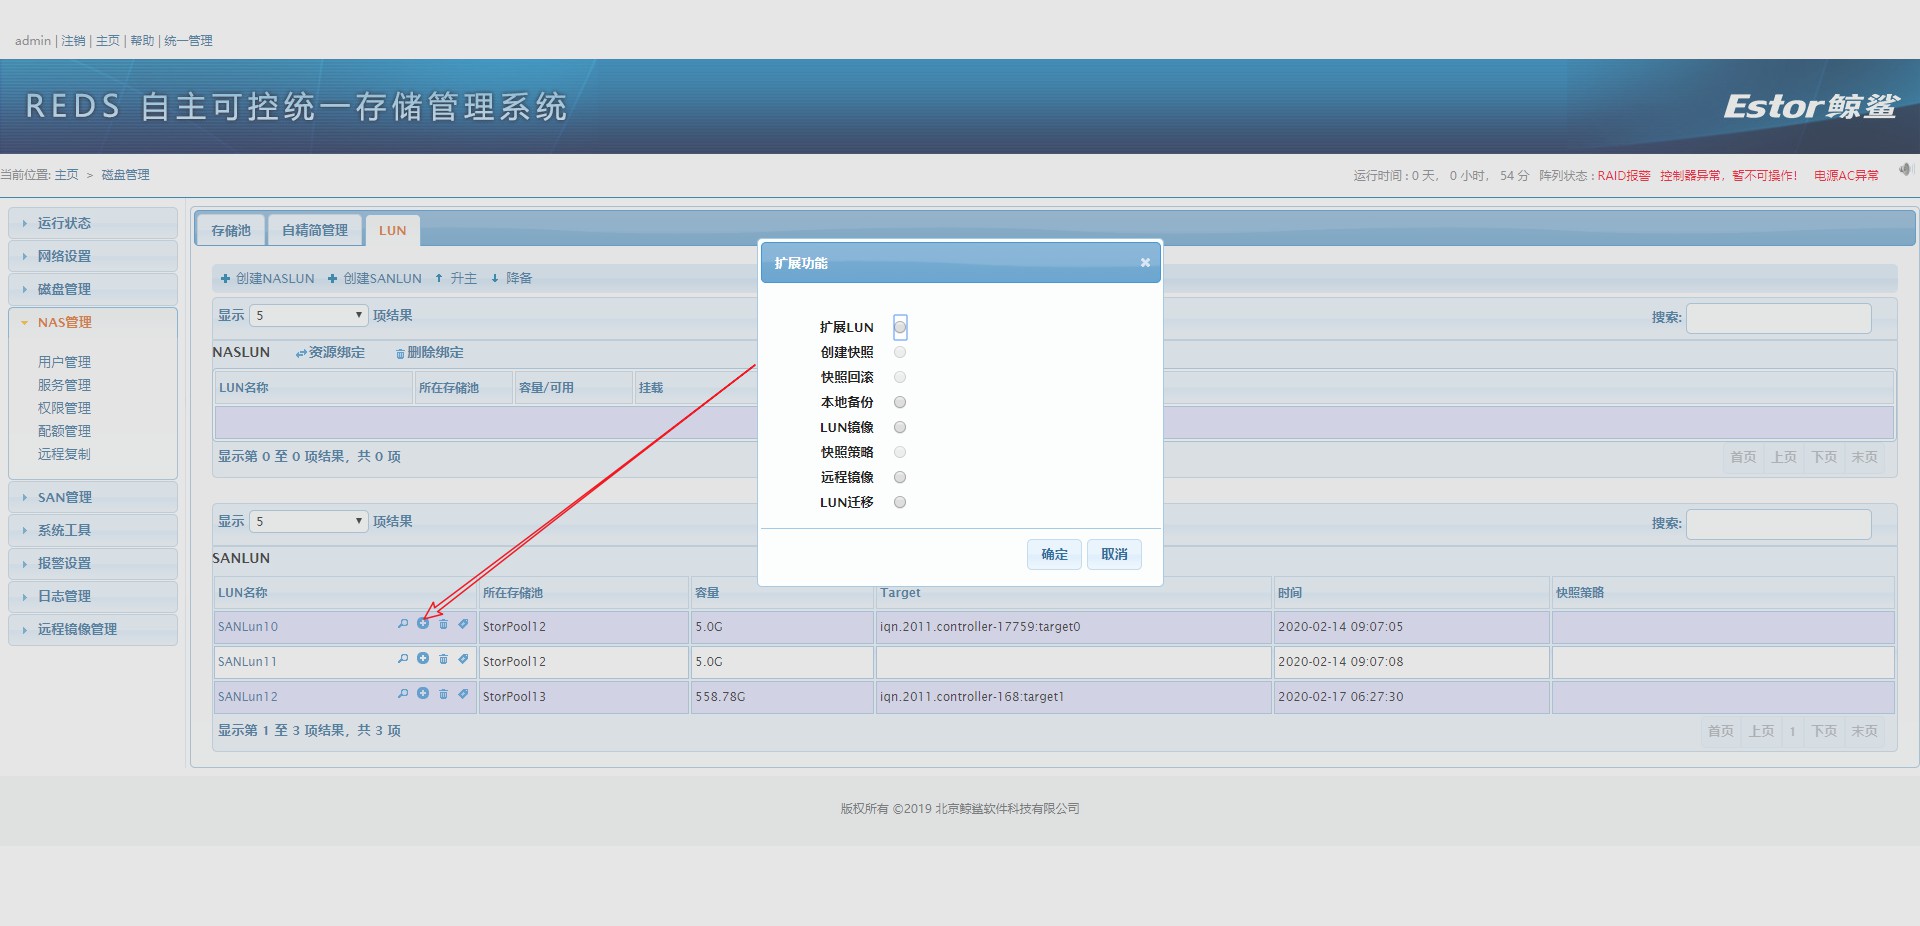 admin | 注销 | 主页 | 帮助 | 统一管理
REDS 自主可控统一存储管理系统
Estor鲸鲨
当前位置: 主页 > 磁盘管理
运行时间 : 0 天， 0 小时， 54 分 阵列状态 : RAID报警 控制器异常，暂不可操作! 电源AC异常
运行状态
网络设置
磁盘管理
NAS管理
用户管理
服务管理
权限管理
配额管理
远程复制
SAN管理
系统工具
报警设置
日志管理
远程镜像管理
存储池 自精简管理 LUN
创建NASLUN 创建SANLUN 升主 降备
显示 5 项结果
搜索:
NASLUN 资源绑定 删除绑定
LUN名称 所在存储池 容量/可用 挂载
显示第 0 至 0 项结果，共 0 项
首页 上页 下页 末页
扩展功能
扩展LUN
创建快照
快照回滚
本地备份
LUN镜像
快照策略
远程镜像
LUN迁移
确定 取消
显示 5 项结果
搜索:
SANLUN
LUN名称 所在存储池 容量 Target 时间 快照策略
SANLun10 StorPool12 5.0G iqn.2011.controller-17759:target0 2020-02-14 09:07:05
SANLun11 StorPool12 5.0G 2020-02-14 09:07:08
SANLun12 StorPool13 558.78G iqn.2011.controller-168:target1 2020-02-17 06:27:30
显示第 1 至 3 项结果，共 3 项
首页 上页 1 下页 末页
版权所有 ©2019 北京鲸鲨软件科技有限公司